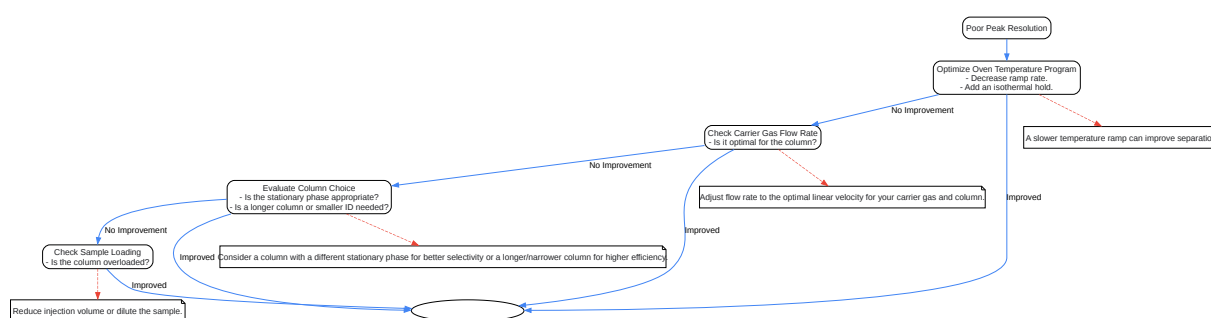 Poor Peak Resolution
Optimize Oven Temperature Program
- Decrease ramp rate.
- Add an isothermal hold.
No Improvement
Check Carrier Gas Flow Rate
- Is it optimal for the column?
A slower temperature ramp can improve
No Improvement
Evaluate Column Choice
- Is the stationary phase appropriate?
- Is a longer column or smaller ID needed?
Adjust flow rate to the optimal linear velocity for your carrier gas and column.
Improved
No Improvement
Improved
Check Sample Loading
- Is the column overloaded?
Improved
Consider a column with a different stationary phase for better selectivity or a longer/narrower column for higher efficiency.
Improved
Reduce injection volume or dilute the sample.